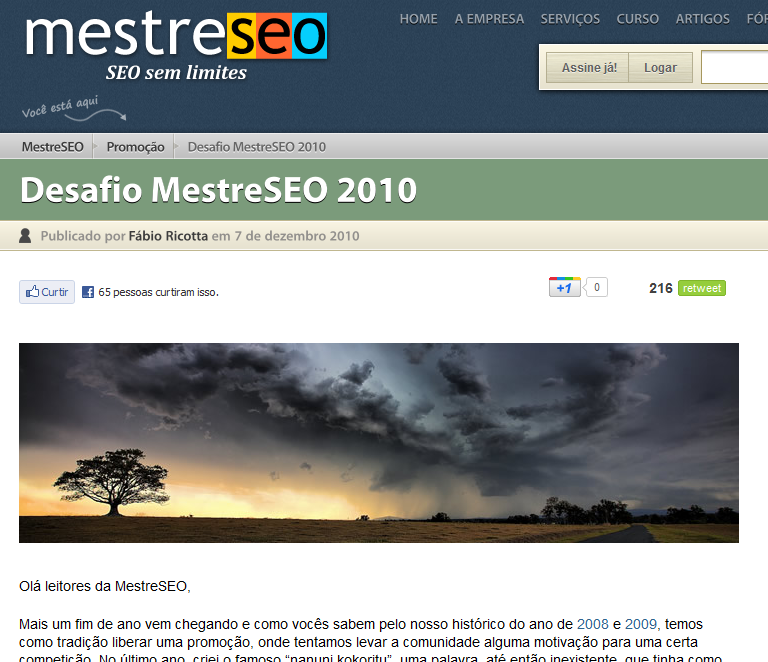 mestreseo
SEO sem limites
HOME A EMPRESA SERVIÇOS CURSO ARTIGOS
Assine já! Logar
Você está aqui
MestreSEO Promoção Desafio MestreSEO 2010
Desafio MestreSEO 2010
Publicado por Fábio Ricotta em 7 de dezembro 2010
Curtir 65 pessoas curtiram isso. +1 0 216 retweet
Olá leitores da MestreSEO,
Mais um fim de ano vem chegando e como vocês sabem pelo nosso histórico do ano de 2008 e 2009, temos
como tradição liberar uma promoção, onde tentamos levar a comunidade alguma motivação para uma certa
competição. No último ano, criei o famoso “nanuni kokoritu”, uma palavra, até então inexistente, que tinha como